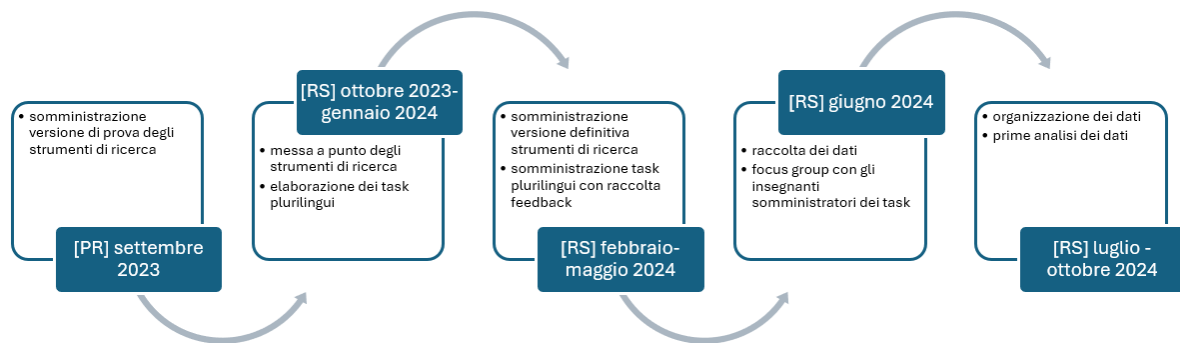 • somministrazione
versione di prova degli
strumenti di ricerca
[PR] settembre
2023
[RS] ottobre 2023-
gennaio 2024
• messa a punto degli
strumenti di ricerca
• elaborazione dei task
plurilingui
• somministrazione
versione definitiva
strumenti di ricerca
• somministrazione task
plurilingui con raccolta
feedback
[RS] febbraio-
maggio 2024
[RS] giugno 2024
• raccolta dei dati
• focus group con gli
insegnanti
somministratori dei task
• organizzazione dei dati
• prime analisi dei dati
[RS] luglio -
ottobre 2024